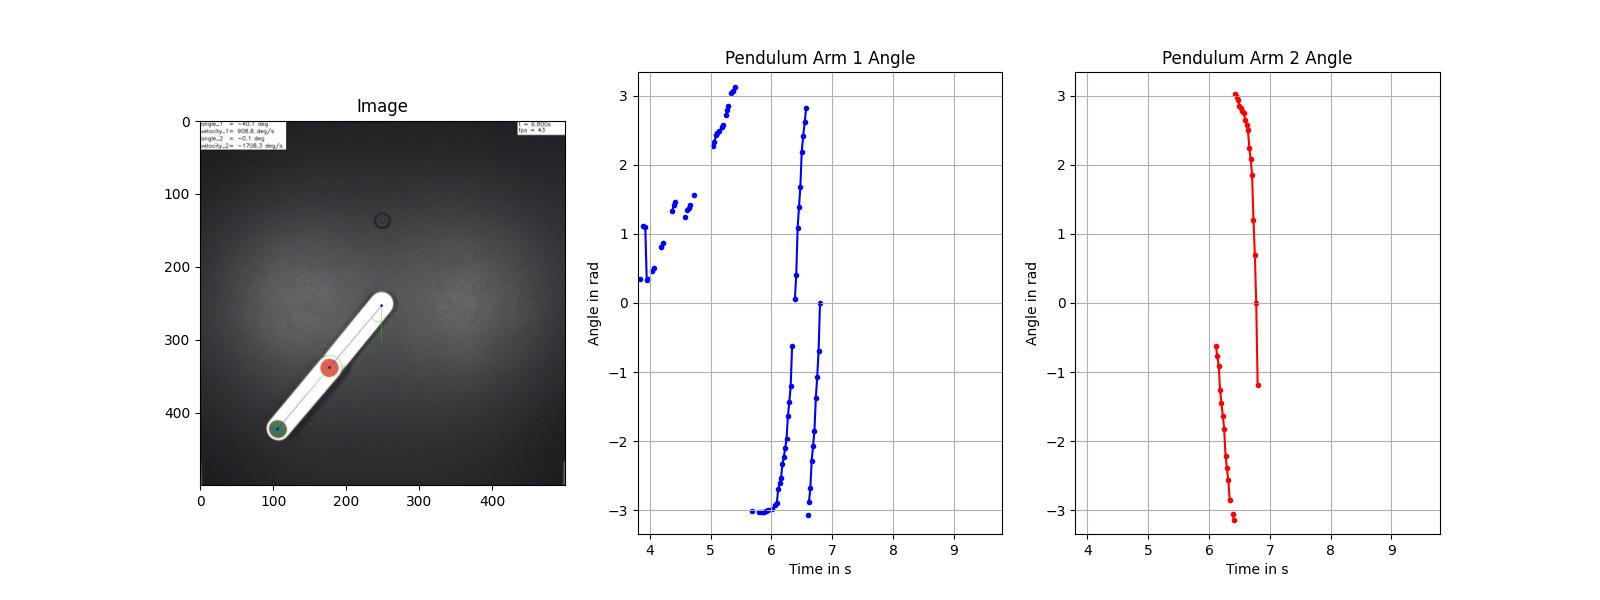 Image
angle_1 = -40.1 deg
velocity_1= 908.8 deg/s
angle_2 = -0.1 deg
velocity_2= -1708.3 deg/s
t = 6.800s
fps = 43
0
100
200
300
400
0 100 200 300 400
Pendulum Arm 1 Angle
Angle in rad
3
2
1
0
−1
−2
−3
4 5 6 7 8 9
Time in s
Pendulum Arm 2 Angle
Angle in rad
3
2
1
0
−1
−2
−3
4 5 6 7 8 9
Time in s